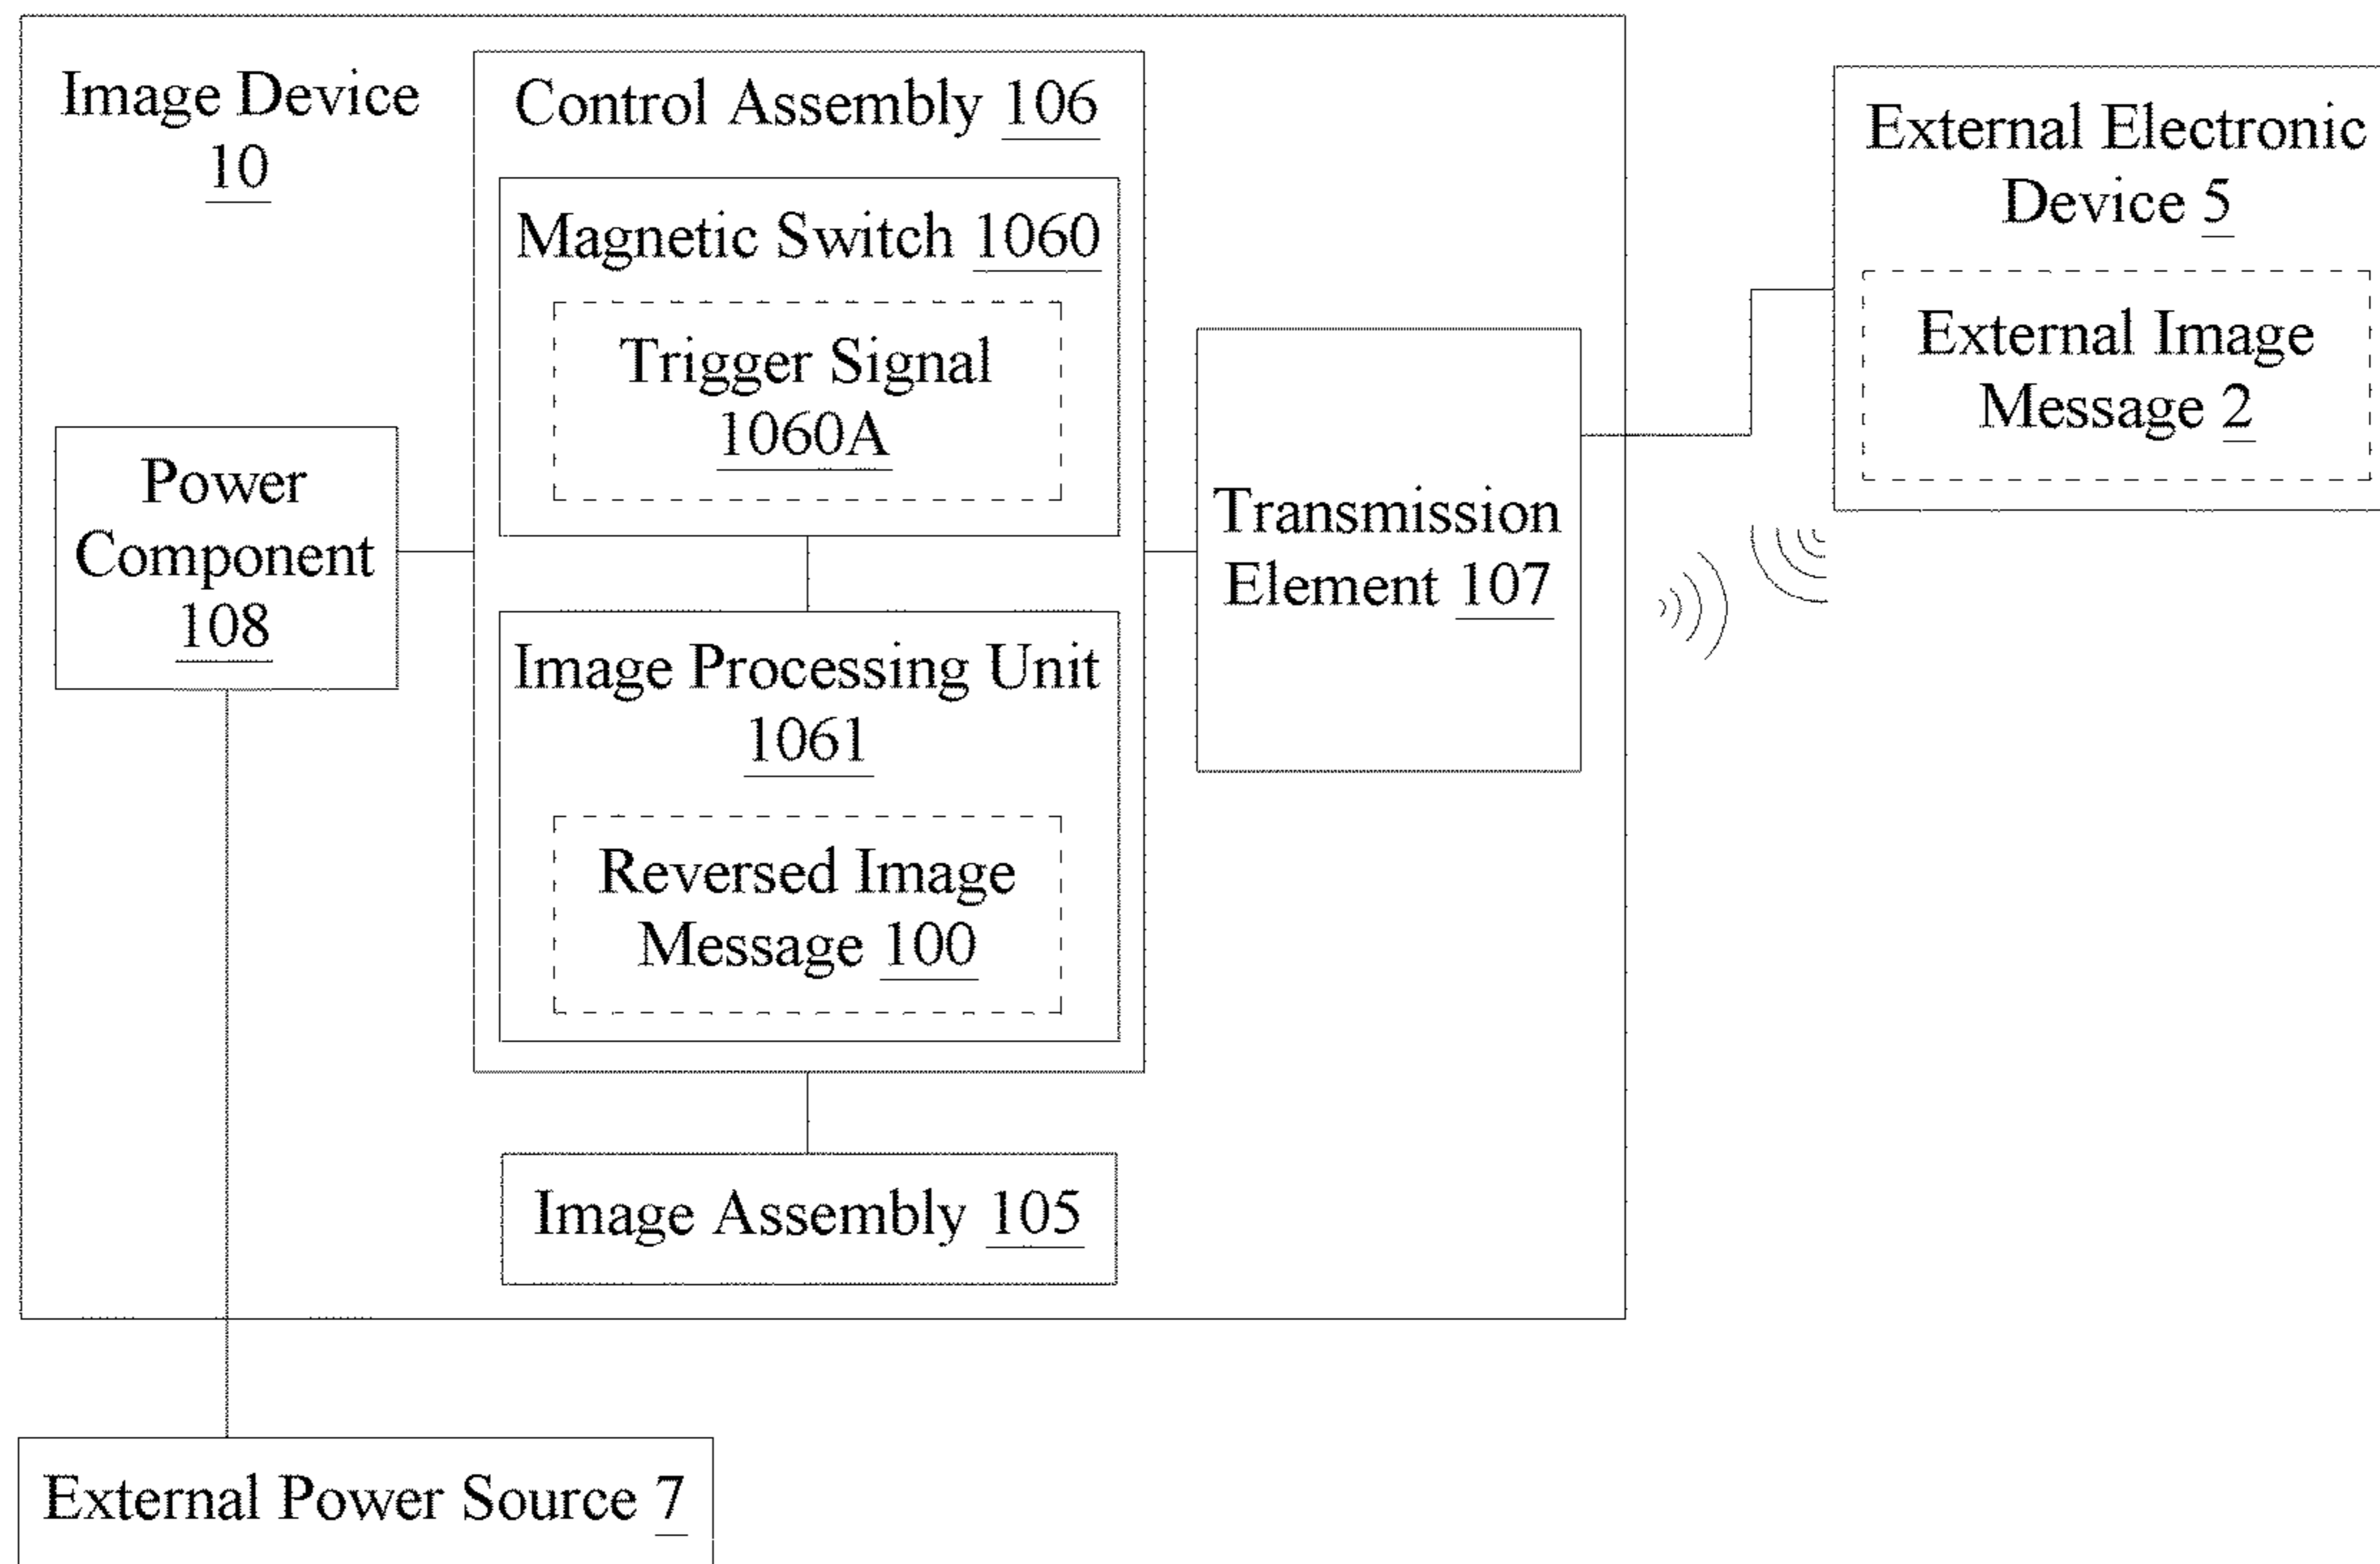 Image Device
10
Control Assembly 106
Magnetic Switch 1060
Trigger Signal
1060A
Power
Component
108
Image Processing Unit
1061
Reversed Image
Message 100
Transmission
Element 107
Image Assembly 105
External Electronic
Device 5
External Image
Message 2
External Power Source 7